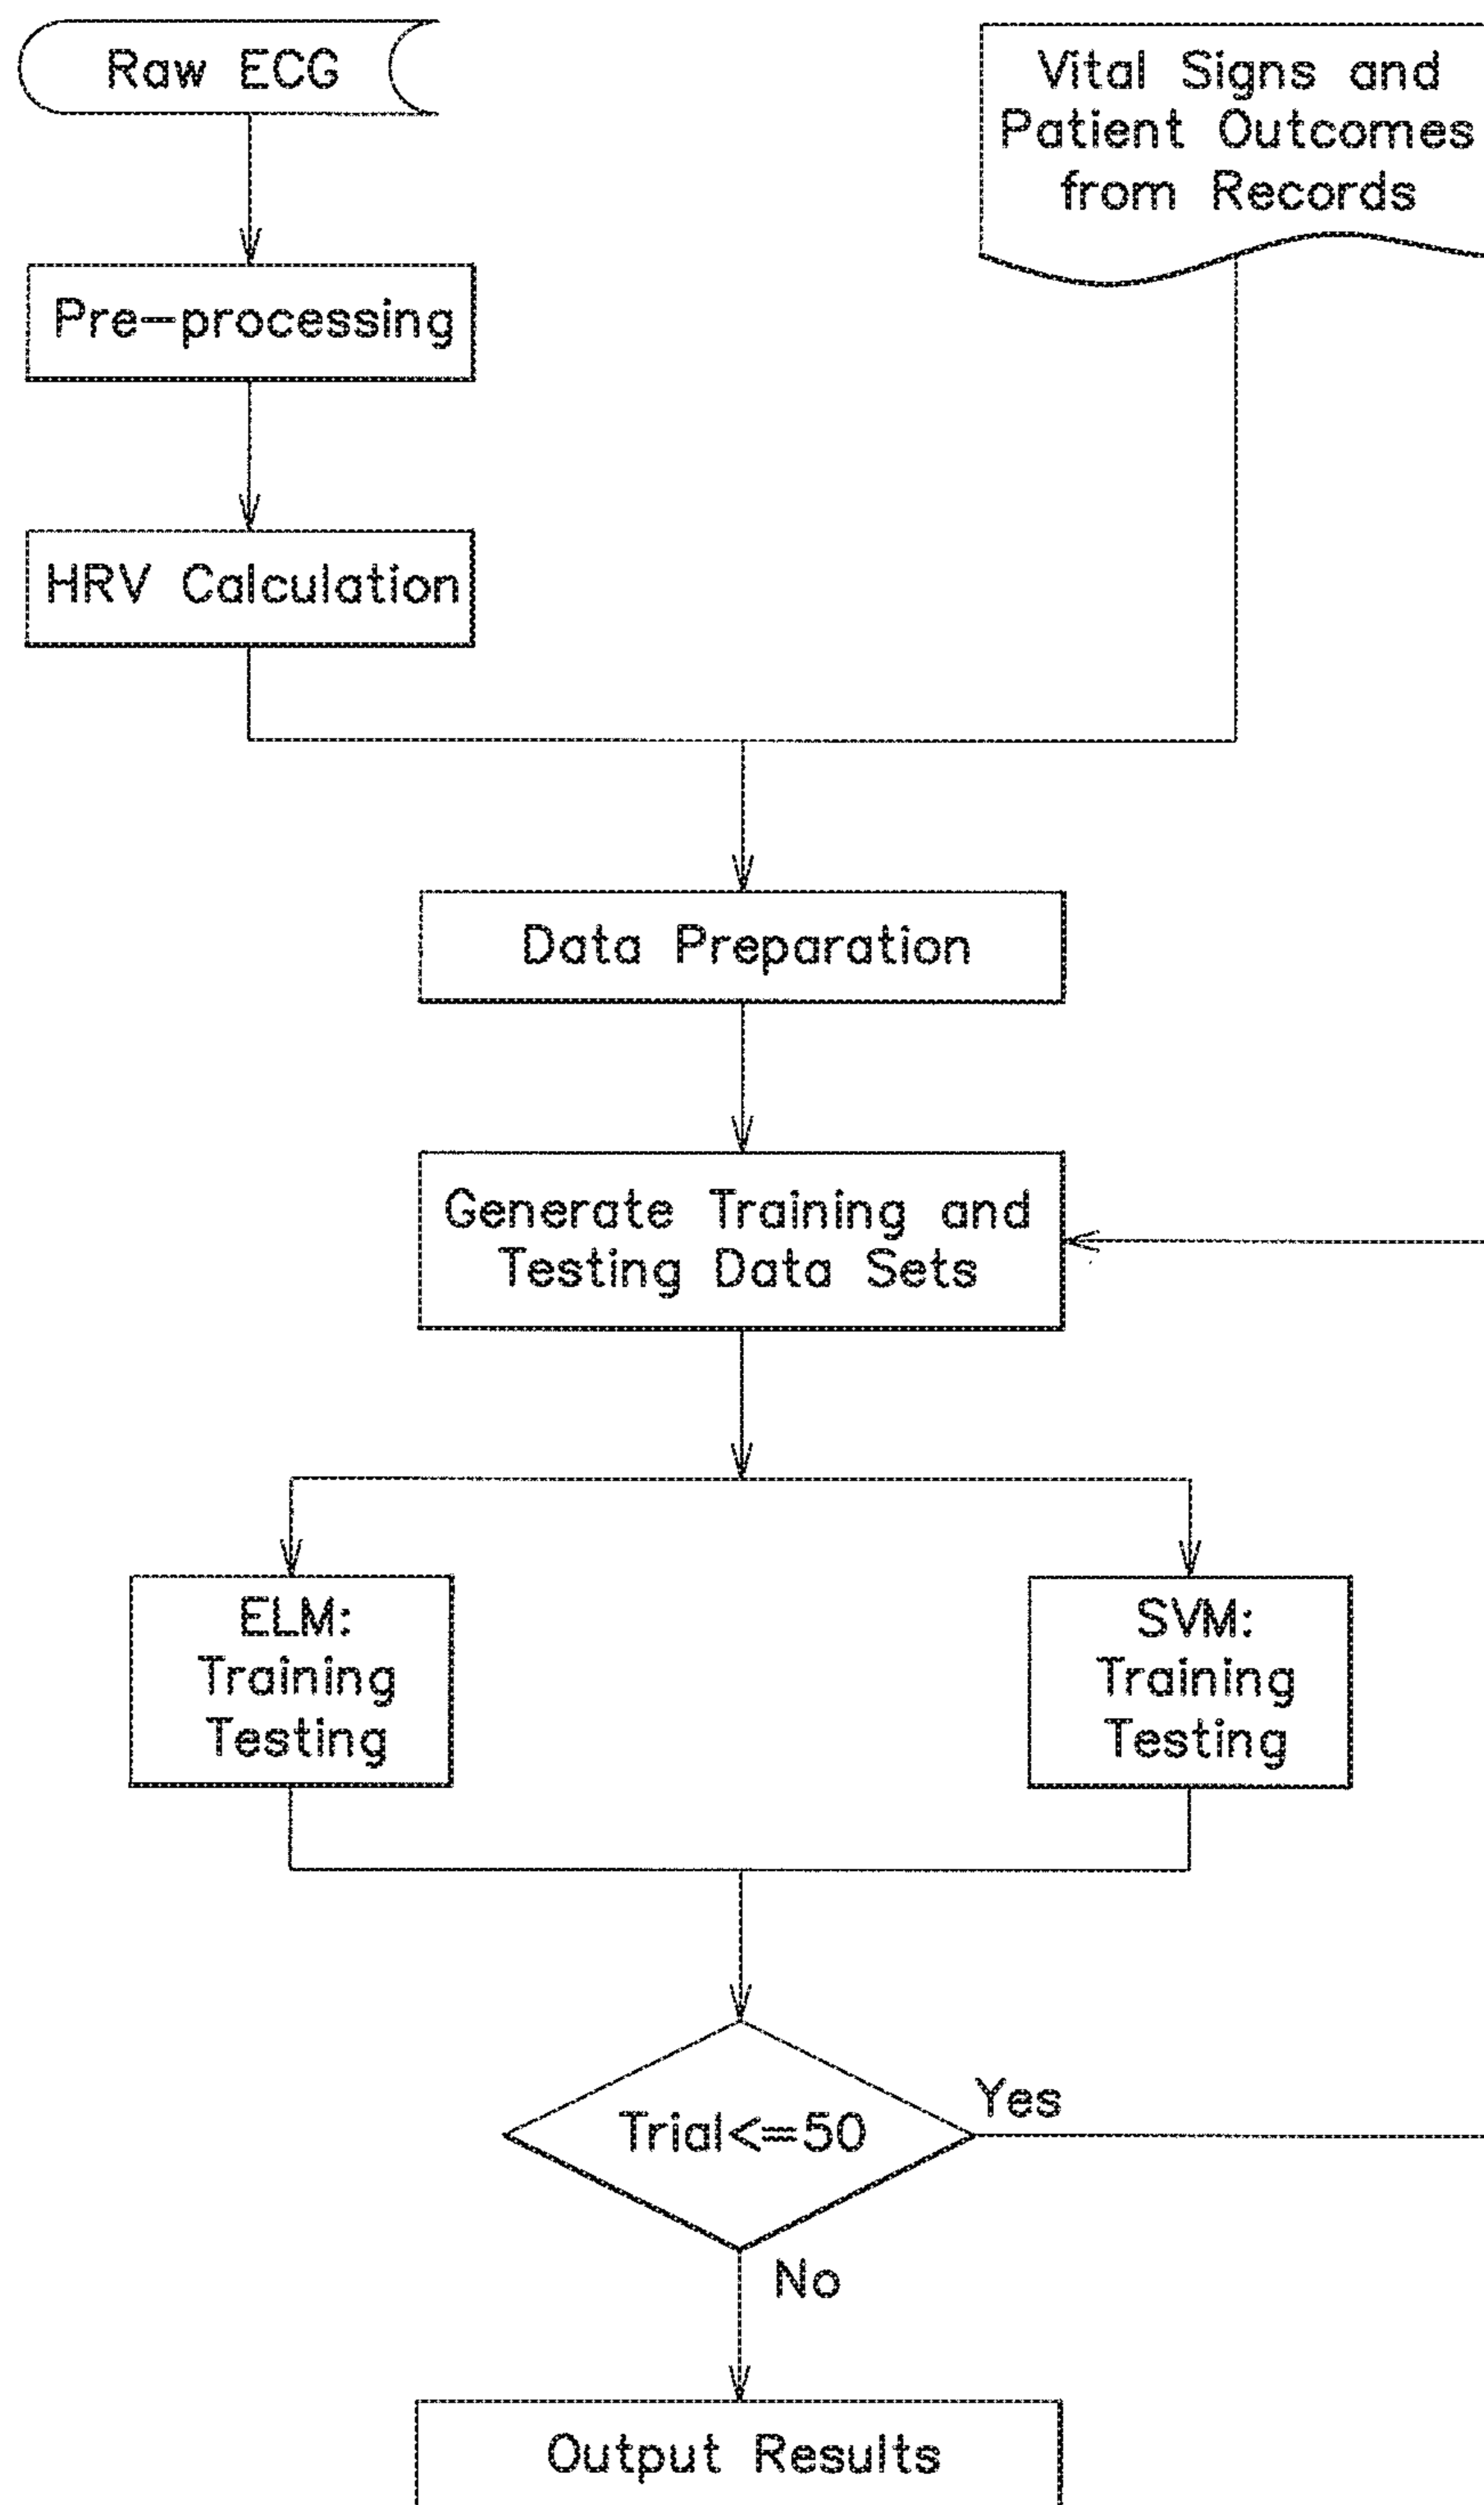 Raw ECG
Vital Signs and
Patient Outcomes
from Records
Pre-processing
HRV Calculation
Data Preparation
Generate Training and
Testing Data Sets
ELM:
Training
Testing
SVM:
Training
Testing
Trial<=50
Yes
No
Output Results